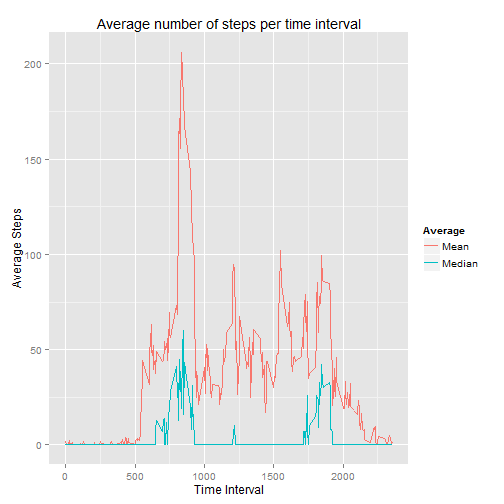 Average number of steps per time interval
Average Steps
200
150
100
50
0
0
500
1000
1500
2000
Time Interval
Average
Mean
Median